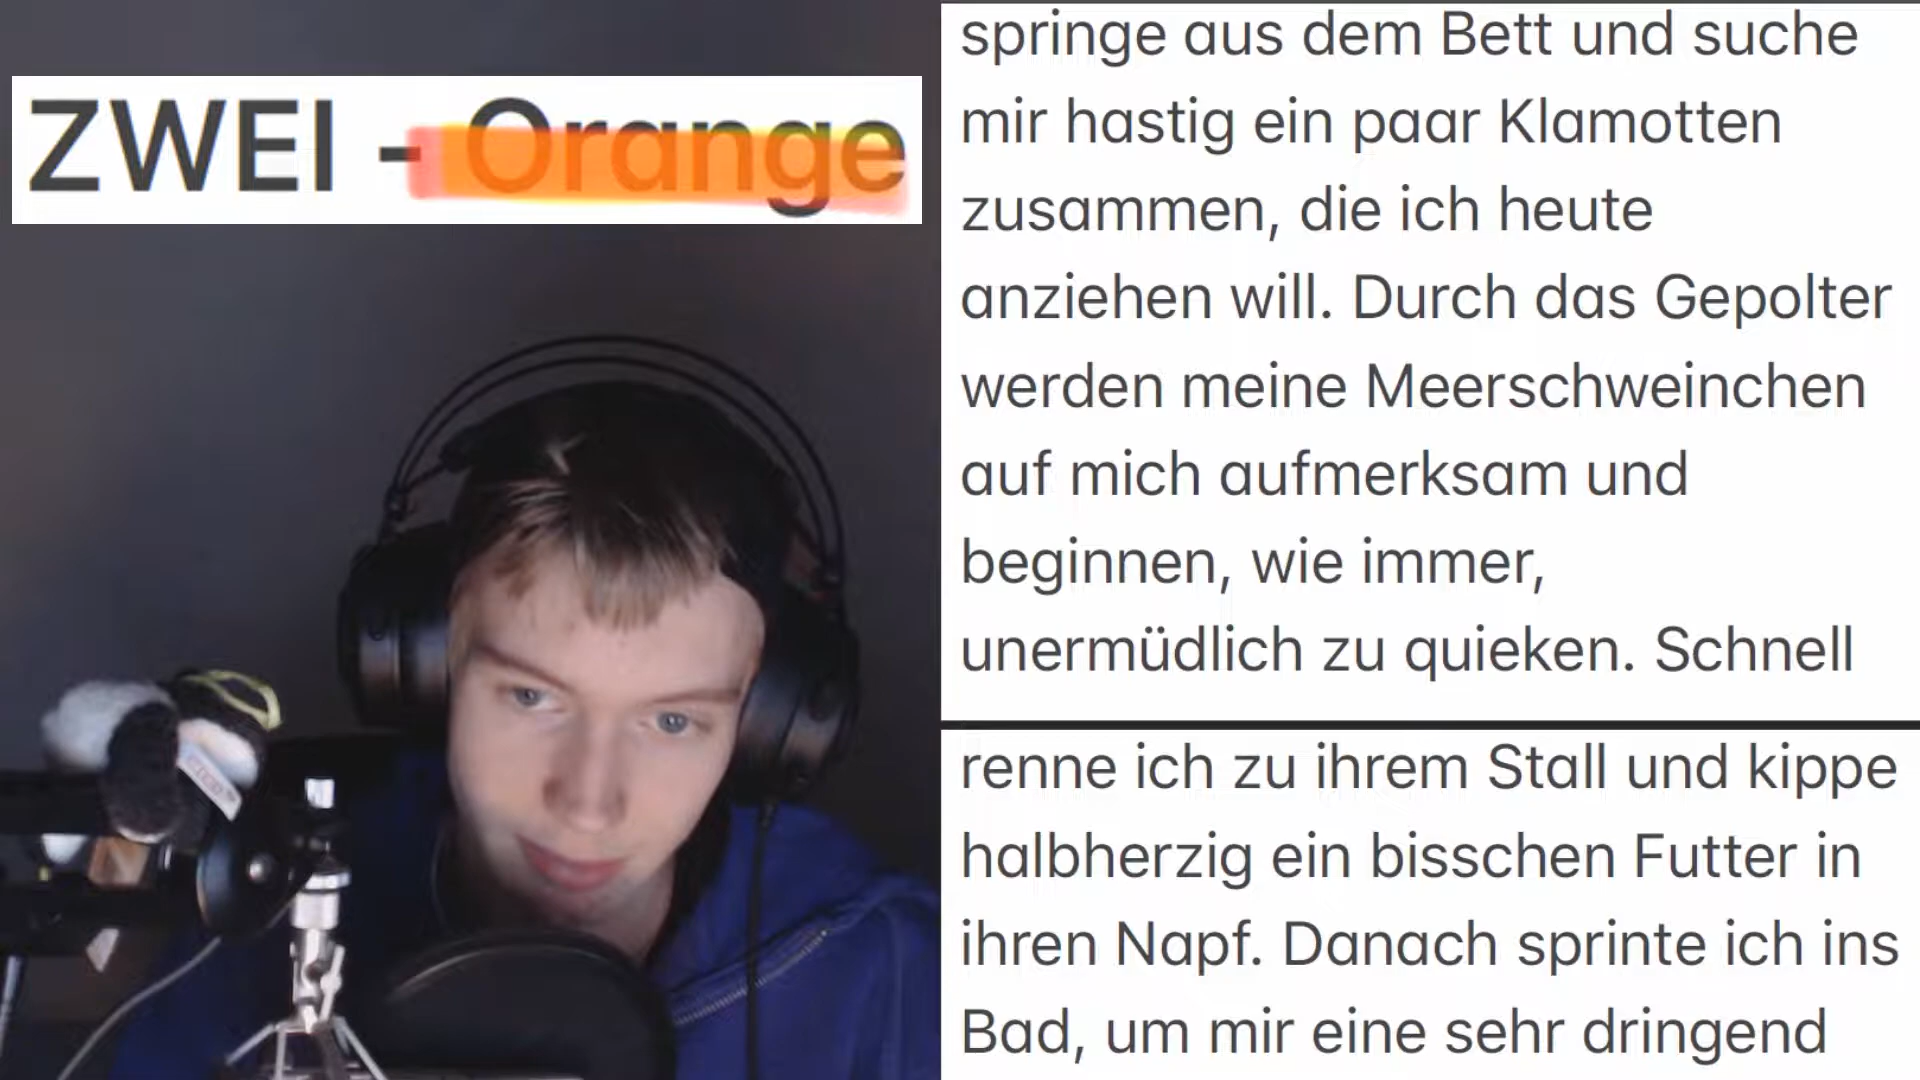 ZWEI - Orange
springe aus dem Bett und suche
mir hastig ein paar Klamotten
zusammen, die ich heute
anziehen will. Durch das Gepolter
werden meine Meerschweinchen
auf mich aufmerksam und
beginnen, wie immer,
unermüdlich zu quieken. Schnell
renne ich zu ihrem Stall und kippe
halbherzig ein bisschen Futter in
ihren Napf. Danach sprinte ich ins
Bad, um mir eine sehr dringend